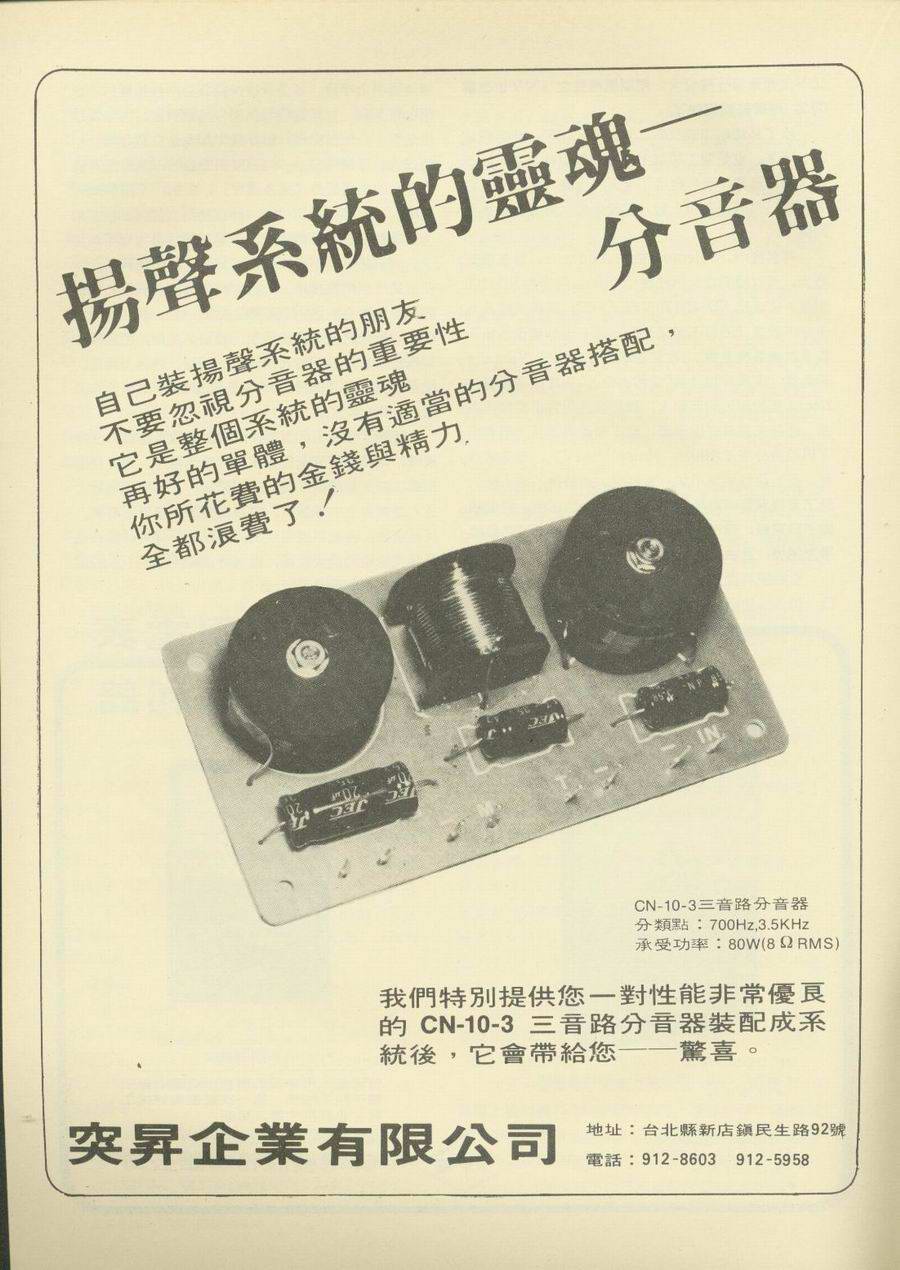 揚聲系統的靈魂—
分音器
自己裝揚聲系統的朋友
不要忽視分音器的重要性
它是整個系統的靈魂
再好的單體，沒有適當的分音器搭配，
你所花費的金錢與精力.
全都浪費了！
JEC
JEC
20μf
JEC
M
T
IN
CN-10-3三音路分音器
分類點：700Hz,3.5KHz
承受功率：80W(8 Ω RMS)
我們特別提供您一對性能非常優良
的 CN-10-3 三音路分音器裝配成系
統後，它會帶給您——驚喜。
突昇企業有限公司
地址：台北縣新店鎮民生路92號
電話：912-8603 912-5958